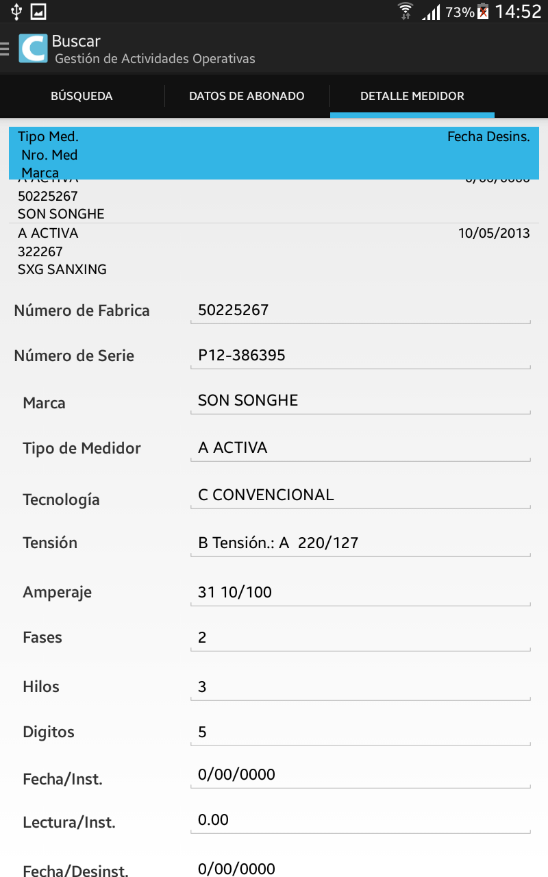 73% 14:52
Buscar
Gestión de Actividades Operativas
BÚSQUEDA DATOS DE ABONADO DETALLE MEDIDOR
Tipo Med. Fecha Desins.
Nro. Med
Marca
A ACTIVA 0/00/0000
50225267
SON SONGHE
A ACTIVA 10/05/2013
322267
SXG SANXING
Número de Fabrica 50225267
Número de Serie P12-386395
Marca SON SONGHE
Tipo de Medidor A ACTIVA
Tecnología C CONVENCIONAL
Tensión B Tensión.: A 220/127
Amperaje 31 10/100
Fases 2
Hilos 3
Digitos 5
Fecha/Inst. 0/00/0000
Lectura/Inst. 0.00
Fecha/Desinst. 0/00/0000